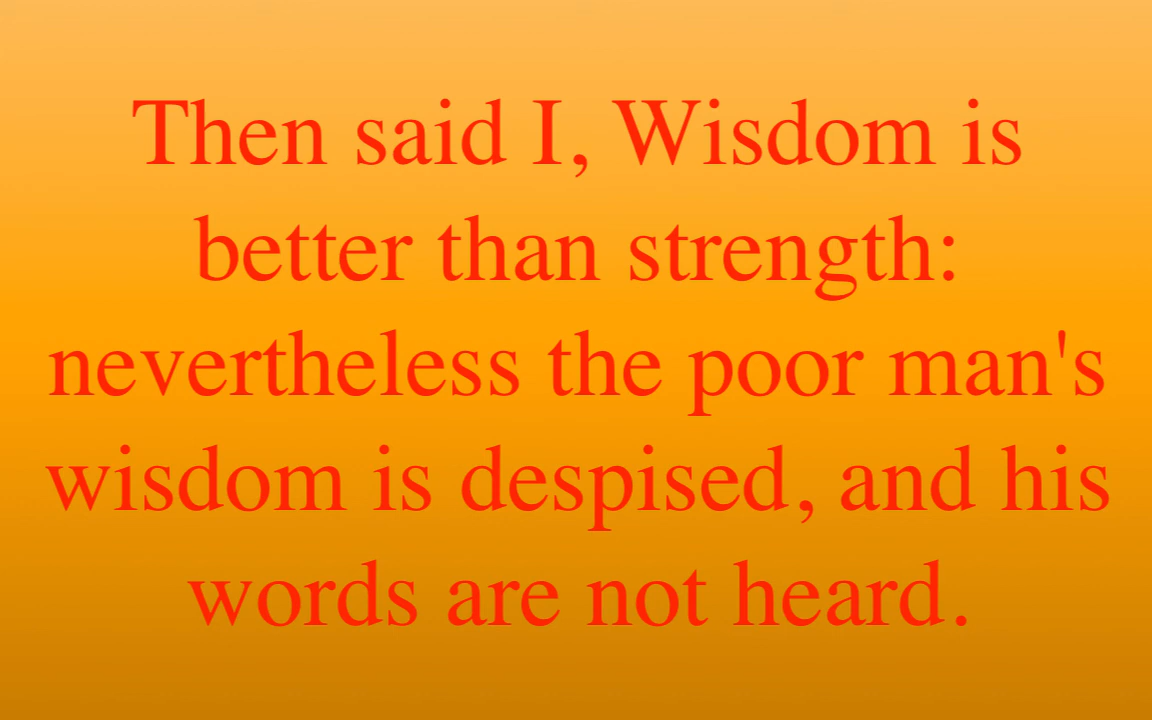 Then said I, Wisdom is
better than strength:
nevertheless the poor man's
wisdom is despised, and his
words are not heard.